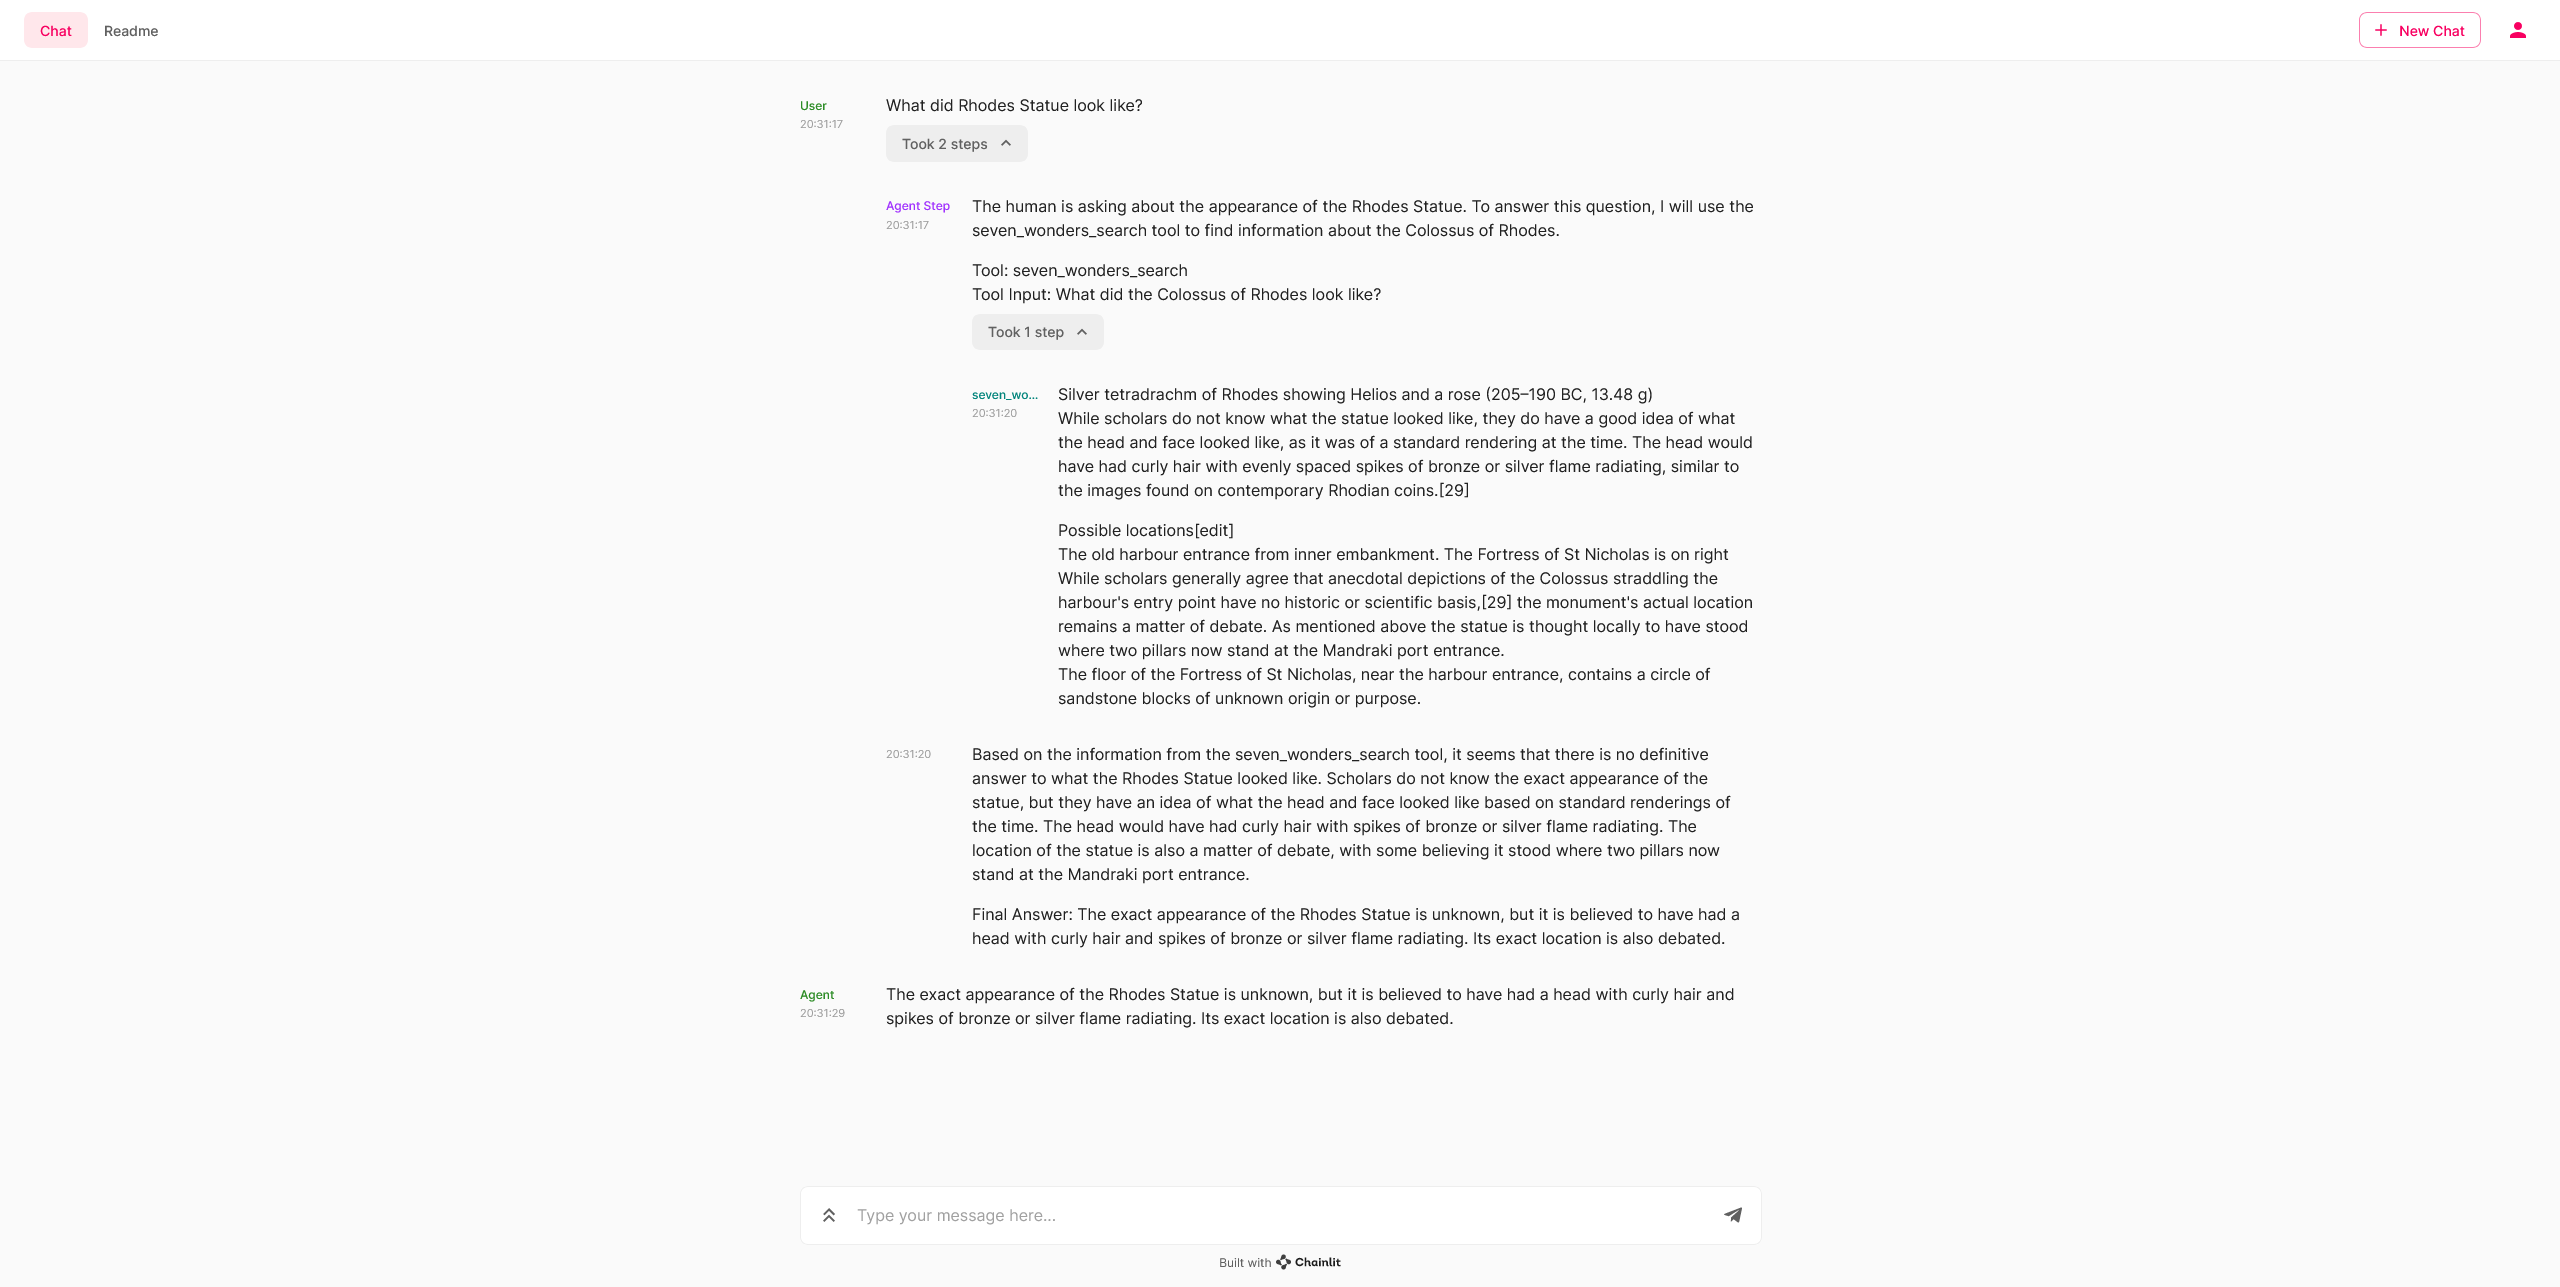 Chat
Readme
New Chat
User
20:31:17
What did Rhodes Statue look like?
Took 2 steps
Agent Step
20:31:17
The human is asking about the appearance of the Rhodes Statue. To answer this question, I will use the
seven_wonders_search tool to find information about the Colossus of Rhodes.
Tool: seven_wonders_search
Tool Input: What did the Colossus of Rhodes look like?
Took 1 step
seven_wo...
20:31:20
Silver tetradrachm of Rhodes showing Helios and a rose (205–190 BC, 13.48 g)
While scholars do not know what the statue looked like, they do have a good idea of what
the head and face looked like, as it was of a standard rendering at the time. The head would
have had curly hair with evenly spaced spikes of bronze or silver flame radiating, similar to
the images found on contemporary Rhodian coins.[29]
Possible locations[edit]
The old harbour entrance from inner embankment. The Fortress of St Nicholas is on right
While scholars generally agree that anecdotal depictions of the Colossus straddling the
harbour's entry point have no historic or scientific basis,[29] the monument's actual location
remains a matter of debate. As mentioned above the statue is thought locally to have stood
where two pillars now stand at the Mandraki port entrance.
The floor of the Fortress of St Nicholas, near the harbour entrance, contains a circle of
sandstone blocks of unknown origin or purpose.
20:31:20
Based on the information from the seven_wonders_search tool, it seems that there is no definitive
answer to what the Rhodes Statue looked like. Scholars do not know the exact appearance of the
statue, but they have an idea of what the head and face looked like based on standard renderings of
the time. The head would have had curly hair with spikes of bronze or silver flame radiating. The
location of the statue is also a matter of debate, with some believing it stood where two pillars now
stand at the Mandraki port entrance.
Final Answer: The exact appearance of the Rhodes Statue is unknown, but it is believed to have had a
head with curly hair and spikes of bronze or silver flame radiating. Its exact location is also debated.
Agent
20:31:29
The exact appearance of the Rhodes Statue is unknown, but it is believed to have had a head with curly hair and
spikes of bronze or silver flame radiating. Its exact location is also debated.
Type your message here...
Built with Chainlit